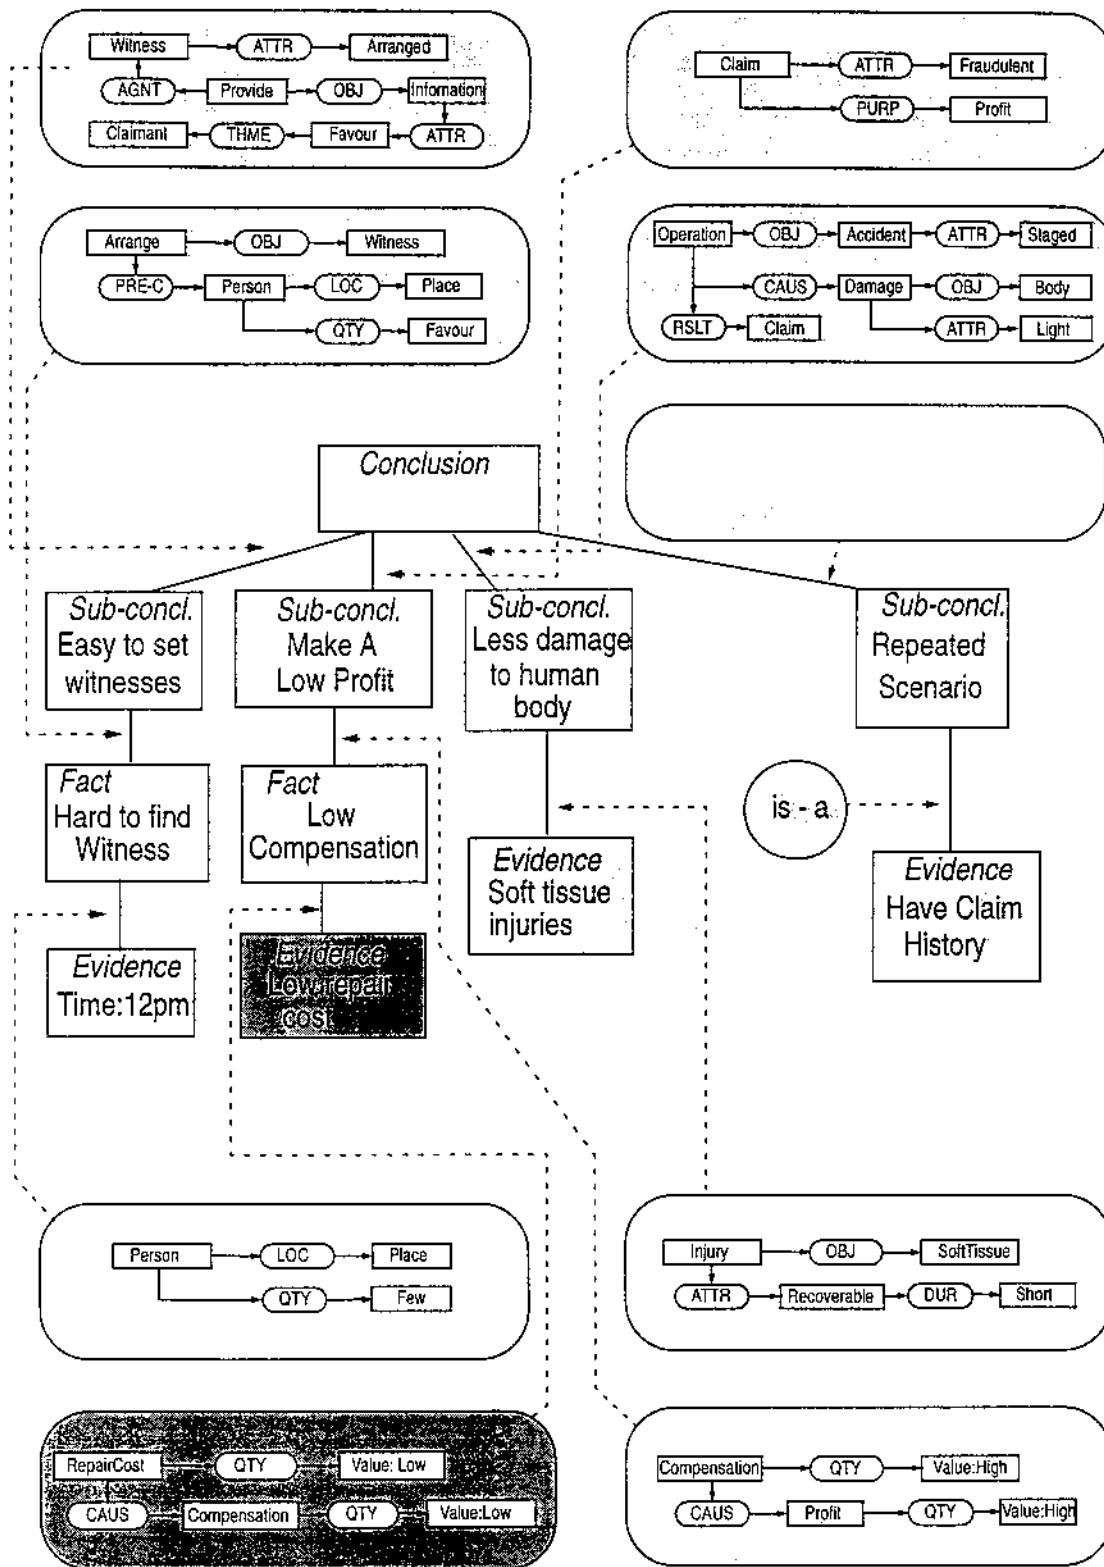 Witness ATTR Arranged
AGNT Provide OBJ Infomation
Claimant THME Favour ATTR
Claim ATTR Fraudulent
PURP Profit
Arrange OBJ Witness
PRE-C Person LOC Place
QTY Favour
Operation OBJ Accident ATTR Staged
CAUS Damage OBJ Body
RSLT Claim ATTR Light
Conclusion
Sub-concl.
Easy to set
witnesses
Sub-concl.
Make A
Low Profit
Sub-concl.
Less damage
to human
body
Sub-concl.
Repeated
Scenario
Fact
Hard to find
Witness
Fact
Low
Compensation
is - a
Evidence
Soft tissue
injuries
Evidence
Have Claim
History
Evidence
Time:12pm
Evidence
Low repair
cost
Person LOC Place
QTY Few
Injury OBJ SoftTissue
ATTR Recoverable DUR Short
RepairCost QTY Value: Low
CAUS Compensation QTY Value:Low
Compensation QTY Value:High
CAUS Profit QTY Value:High